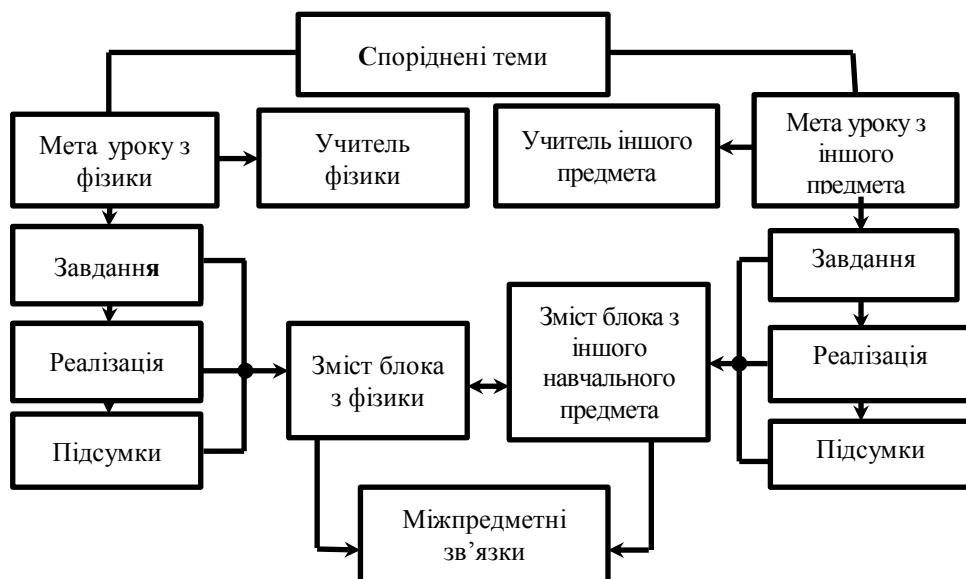 Споріднені теми
Мета уроку з
фізики
Учитель
фізики
Учитель іншого
предмета
Мета уроку з
іншого
предмета
Завдання
Завдання
Реалізація
Зміст блока
з фізики
Зміст блока з
іншого
навчального
предмета
Реалізація
Підсумки
Підсумки
Міжпредметні
зв’язки